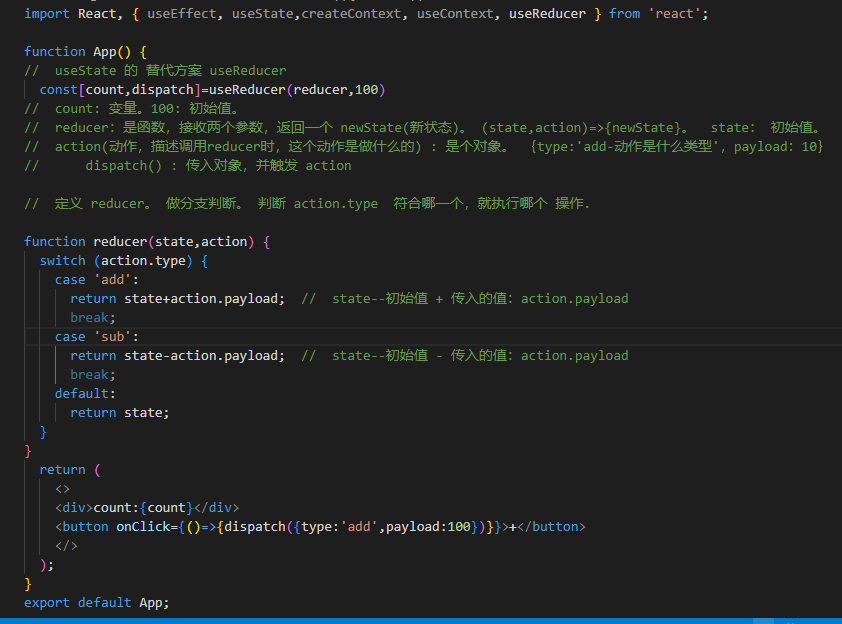 import React, { useEffect, useState,createContext, useContext, useReducer } from 'react';
function App() {
//  useState 的 替代方案 useReducer
const[count,dispatch]=useReducer(reducer,100)
//  count: 变量。100: 初始值。
//  reducer: 是函数，接收两个参数，返回一个 newState(新状态)。 (state,action)=>{newState}。  state:  初始值。
//  action(动作，描述调用reducer时，这个动作是做什么的) : 是个对象。  {type:'add-动作是什么类型', payload: 10}
//      dispatch() : 传入对象，并触发 action
//  定义 reducer。 做分支判断。 判断 action.type  符合哪一个，就执行哪个 操作.
function reducer(state,action) {
switch (action.type) {
case 'add':
return state+action.payload;  //  state--初始值 + 传入的值: action.payload
break;
case 'sub':
return state-action.payload;  //  state--初始值 - 传入的值: action.payload
break;
default:
return state;
}
}
return (
<>
<div>count:{count}</div>
<button onClick={()=>{dispatch({type:'add',payload:100})}}>+</button>
</>
);
}
export default App;